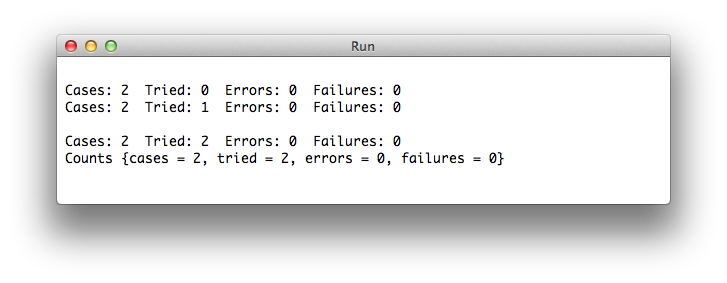 Run
Cases: 2  Tried: 0  Errors: 0  Failures: 0
Cases: 2  Tried: 1  Errors: 0  Failures: 0
Cases: 2  Tried: 2  Errors: 0  Failures: 0
Counts {cases = 2, tried = 2, errors = 0, failures = 0}